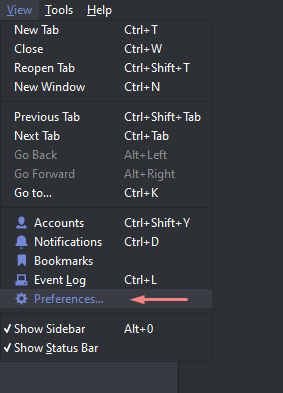 View Tools Help
New Tab Ctrl+T
Close Ctrl+W
Reopen Tab Ctrl+Shift+T
New Window Ctrl+N
Previous Tab Ctrl+Shift+Tab
Next Tab Ctrl+Tab
Go Back Alt+Left
Go Forward Alt+Right
Go to... Ctrl+K
Accounts Ctrl+Shift+Y
Notifications Ctrl+D
Bookmarks
Event Log Ctrl+L
Preferences...
✓ Show Sidebar Alt+0
✓ Show Status Bar